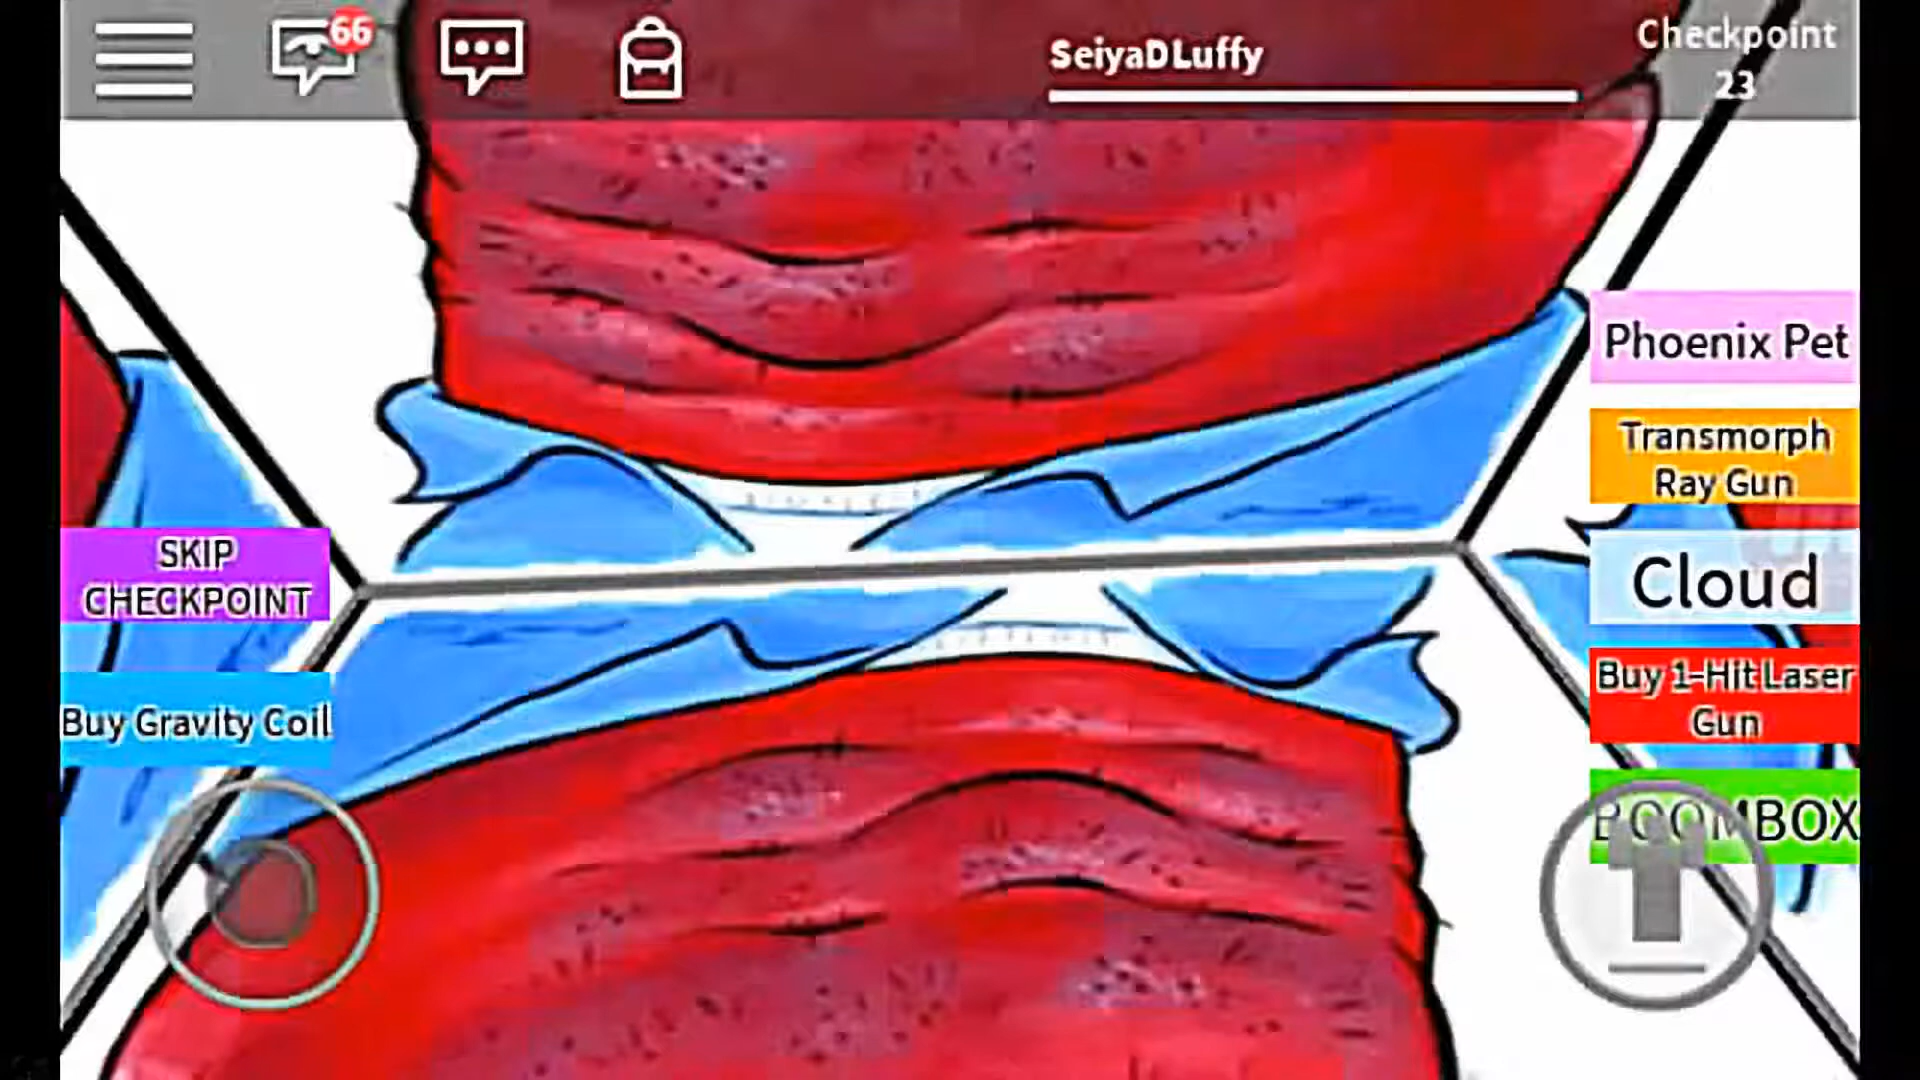 66
SeiyaDLuffy
Checkpoint
23
Phoenix Pet
Transmorph
Ray Gun
SKIP
CHECKPOINT
Cloud
Buy Gravity Coil
Buy 1-Hit Laser
Gun
BOOMBOX